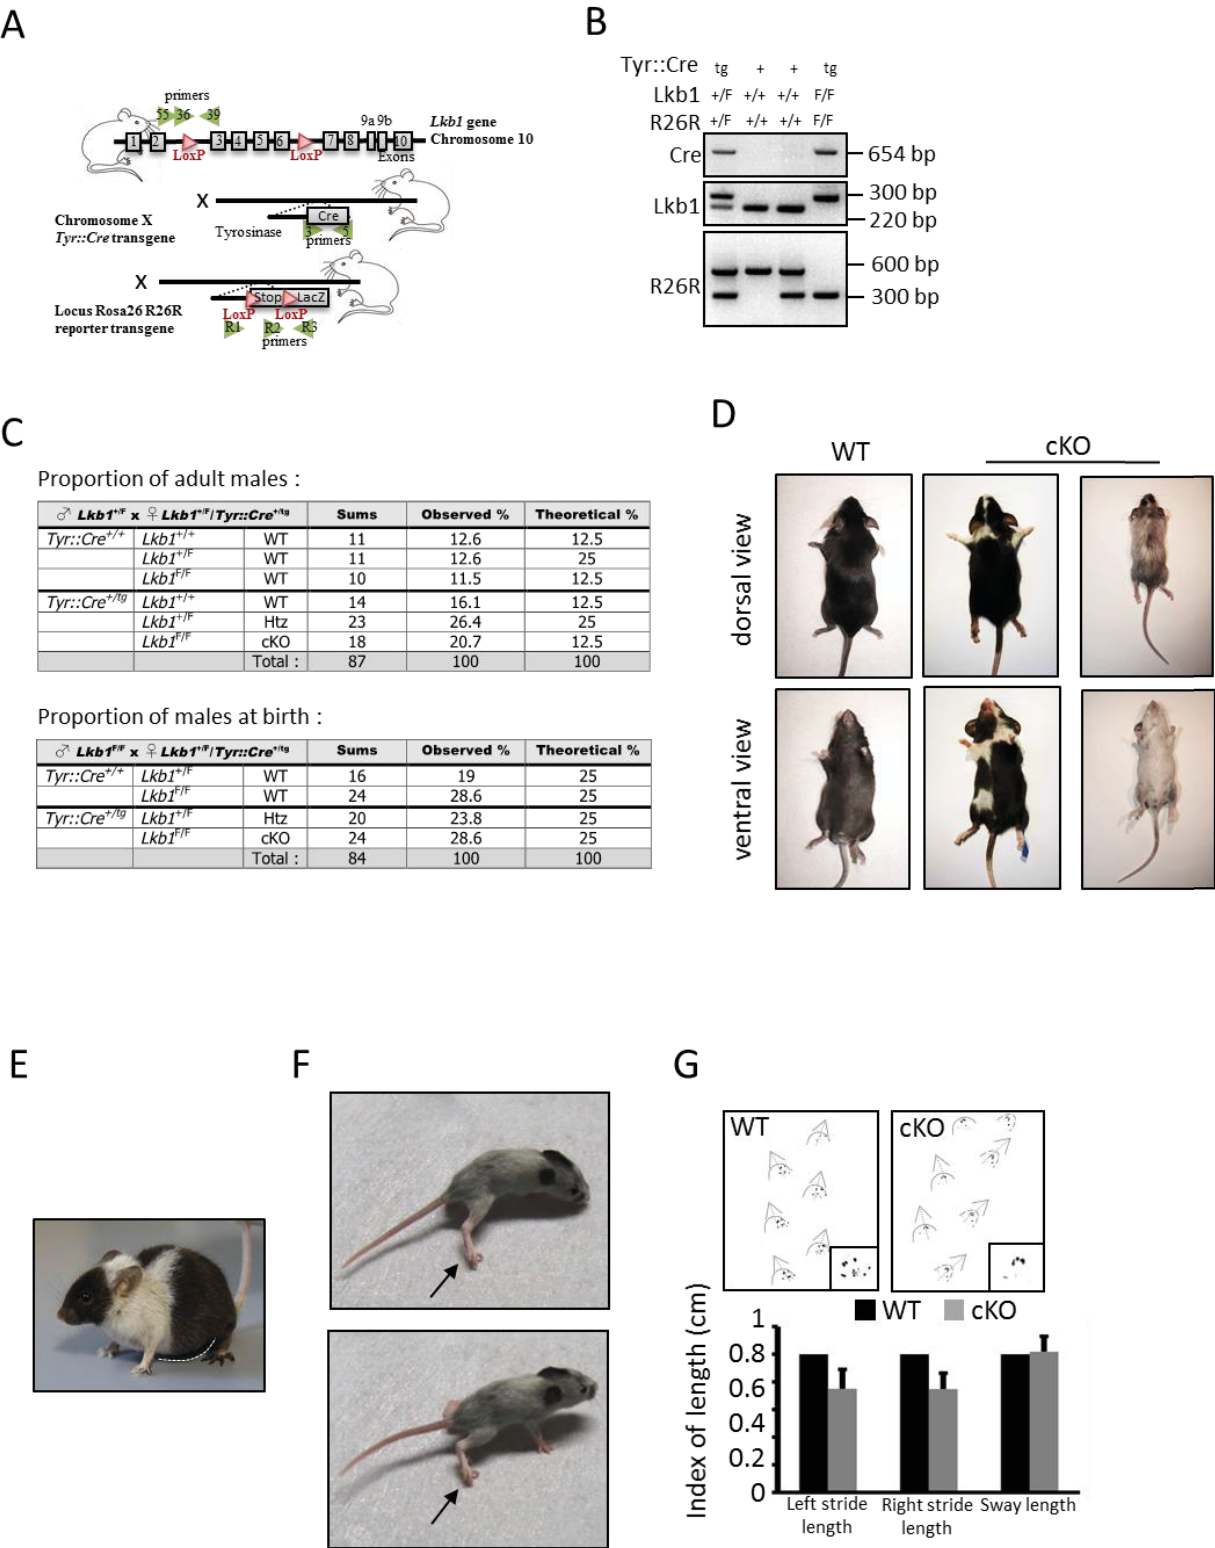 A
primers
55 36 39
1 2 3 4 5 6 7 8 9a 9b 10
LoxP LoxP Exons
Lkb1 gene
Chromosome 10
X
Cre
Tyrosinase
3 5
primers
Chromosome X
Tyr::Cre transgene
X
Stop LacZ
LoxP LoxP
R1 R2 R3
primers
Locus Rosa26 R26R
reporter transgene
B
Tyr::Cre tg + + tg
Lkb1 +/F +/+ +/+ F/F
R26R +/F +/+ +/+ F/F
Cre 654 bp
Lkb1 300 bp
220 bp
R26R 600 bp
300 bp
C
Proportion of adult males :
♂ Lkb1+/F x ♀ Lkb1+/F/Tyr::Cre+/tg Sums Observed % Theoretical %
Tyr::Cre+/+ Lkb1+/+ WT 11 12.6 12.5
Lkb1+/F WT 11 12.6 25
Lkb1F/F WT 10 11.5 12.5
Tyr::Cre+/tg Lkb1+/+ WT 14 16.1 12.5
Lkb1+/F Htz 23 26.4 25
Lkb1F/F cKO 18 20.7 12.5
Total : 87 100 100
Proportion of males at birth :
♂ Lkb1F/F x ♀ Lkb1+/F/Tyr::Cre+/tg Sums Observed % Theoretical %
Tyr::Cre+/+ Lkb1+/F WT 16 19 25
Lkb1F/F WT 24 28.6 25
Tyr::Cre+/tg Lkb1+/F Htz 20 23.8 25
Lkb1F/F cKO 24 28.6 25
Total : 84 100 100
D
WT cKO
dorsal view
ventral view
E
F
G
WT cKO
WT cKO
Index of length (cm)
1
0.8
0.6
0.4
0.2
0
Left stride length
Right stride length
Sway length